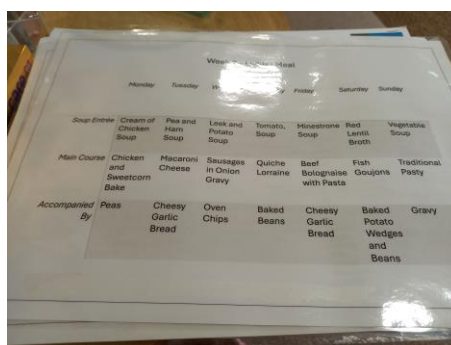 Week Meal
Monday Tuesday Friday Saturday Sunday
Soup Entrée Cream of Chicken Soup Pea and Ham Soup Leek and Potato Soup Tomato, Soup Minestrone Soup Red Lentil Broth Vegetable Soup
Main Course Chicken and Sweetcorn Bake Macaroni Cheese Sausages in Onion Gravy Quiche Lorraine Beef Bolognaise with Pasta Fish Goujons Traditional Pasty
Accompanied By Peas Cheesy Garlic Bread Oven Chips Baked Beans Cheesy Garlic Bread Baked Potato Wedges and Beans Gravy